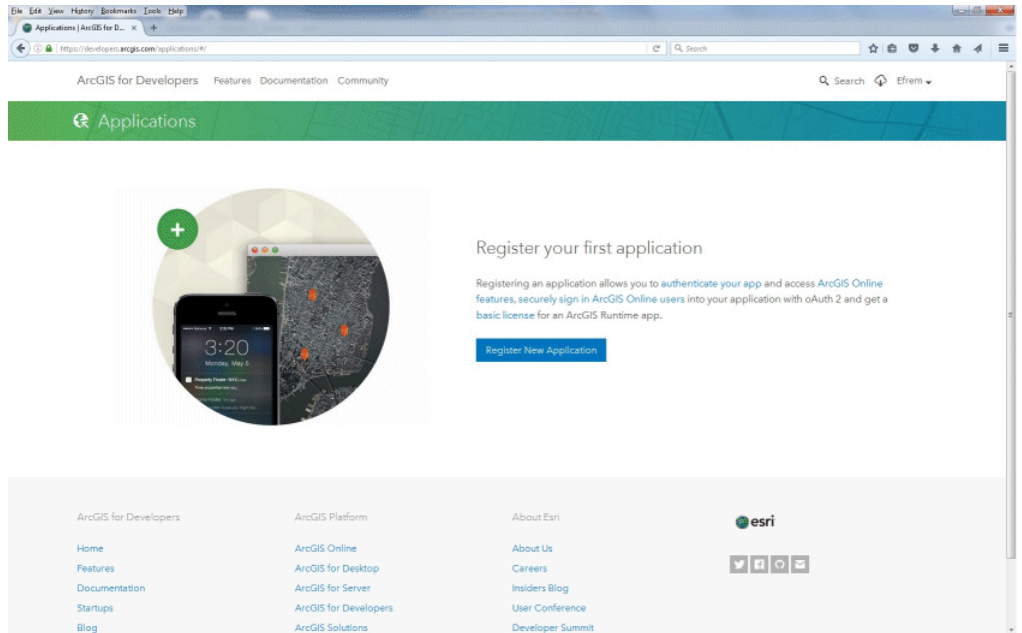 File Edit View History Bookmarks Tools Help
Applications | ArcGIS for D... × +
https://developers.arcgis.com/applications/#/
Search
ArcGIS for Developers Features Documentation Community
Search Efrem
Applications
3:20
Monday, May 5
Register your first application
Registering an application allows you to authenticate your app and access ArcGIS Online
features, securely sign in ArcGIS Online users into your application with oAuth 2 and get a
basic license for an ArcGIS Runtime app.
Register New Application
ArcGIS for Developers
Home
Features
Documentation
Startups
Blog
ArcGIS Platform
ArcGIS Online
ArcGIS for Desktop
ArcGIS for Server
ArcGIS for Developers
ArcGIS Solutions
About Esri
About Us
Careers
Insiders Blog
User Conference
Developer Summit
esri